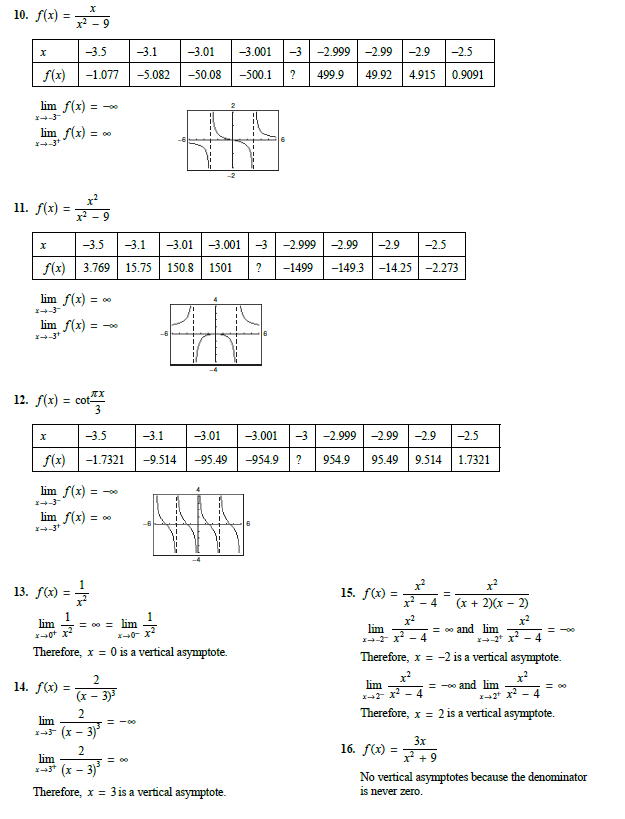 10. f(x) = x / (x² − 9)
x −3.5 −3.1 −3.01 −3.001 −3 −2.999 −2.99 −2.9 −2.5
f(x) −1.077 −5.082 −50.08 −500.1 ? 499.9 49.92 4.915 0.9091
lim x→−3⁻ f(x) = −∞
lim x→−3⁺ f(x) = ∞
2
−6 6
−2
11. f(x) = x² / (x² − 9)
x −3.5 −3.1 −3.01 −3.001 −3 −2.999 −2.99 −2.9 −2.5
f(x) 3.769 15.75 150.8 1501 ? −1499 −149.3 −14.25 −2.273
lim x→−3⁻ f(x) = ∞
lim x→−3⁺ f(x) = −∞
4
−6 6
−4
12. f(x) = cot πx/3
x −3.5 −3.1 −3.01 −3.001 −3 −2.999 −2.99 −2.9 −2.5
f(x) −1.7321 −9.514 −95.49 −954.9 ? 954.9 95.49 9.514 1.7321
lim x→−3⁻ f(x) = −∞
lim x→−3⁺ f(x) = ∞
4
−6 6
−4
13. f(x) = 1/x²
lim x→0⁺ 1/x² = ∞ = lim x→0⁻ 1/x²
Therefore, x = 0 is a vertical asymptote.
14. f(x) = 2/(x − 3)³
lim x→3⁻ 2/(x − 3)³ = −∞
lim x→3⁺ 2/(x − 3)³ = ∞
Therefore, x = 3 is a vertical asymptote.
15. f(x) = x²/(x² − 4) = x²/((x + 2)(x − 2))
lim x→−2⁻ x²/(x² − 4) = ∞ and lim x→−2⁺ x²/(x² − 4) = −∞
Therefore, x = −2 is a vertical asymptote.
lim x→2⁻ x²/(x² − 4) = −∞ and lim x→2⁺ x²/(x² − 4) = ∞
Therefore, x = 2 is a vertical asymptote.
16. f(x) = 3x/(x² + 9)
No vertical asymptotes because the denominator
is never zero.